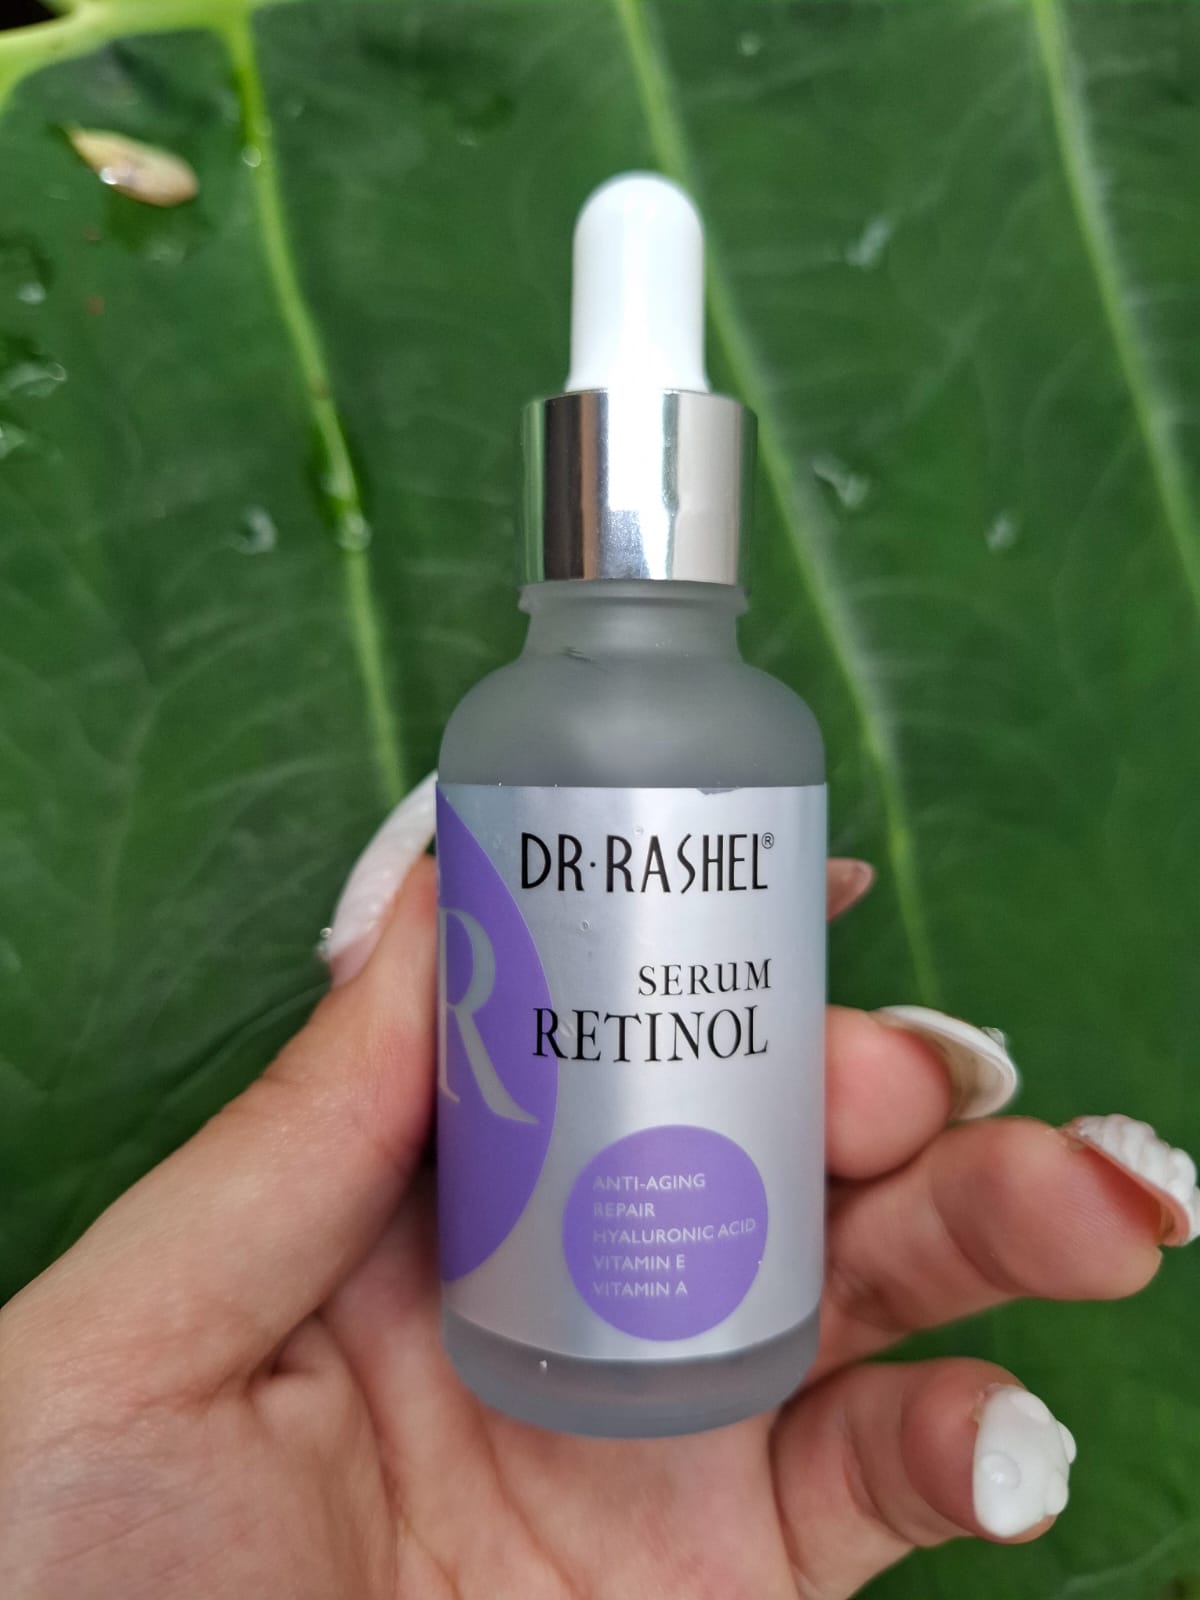 DR·RASHEL®
R
SERUM
RETINOL
ANTI-AGING
REPAIR
HYALURONIC ACID
VITAMIN E
VITAMIN A